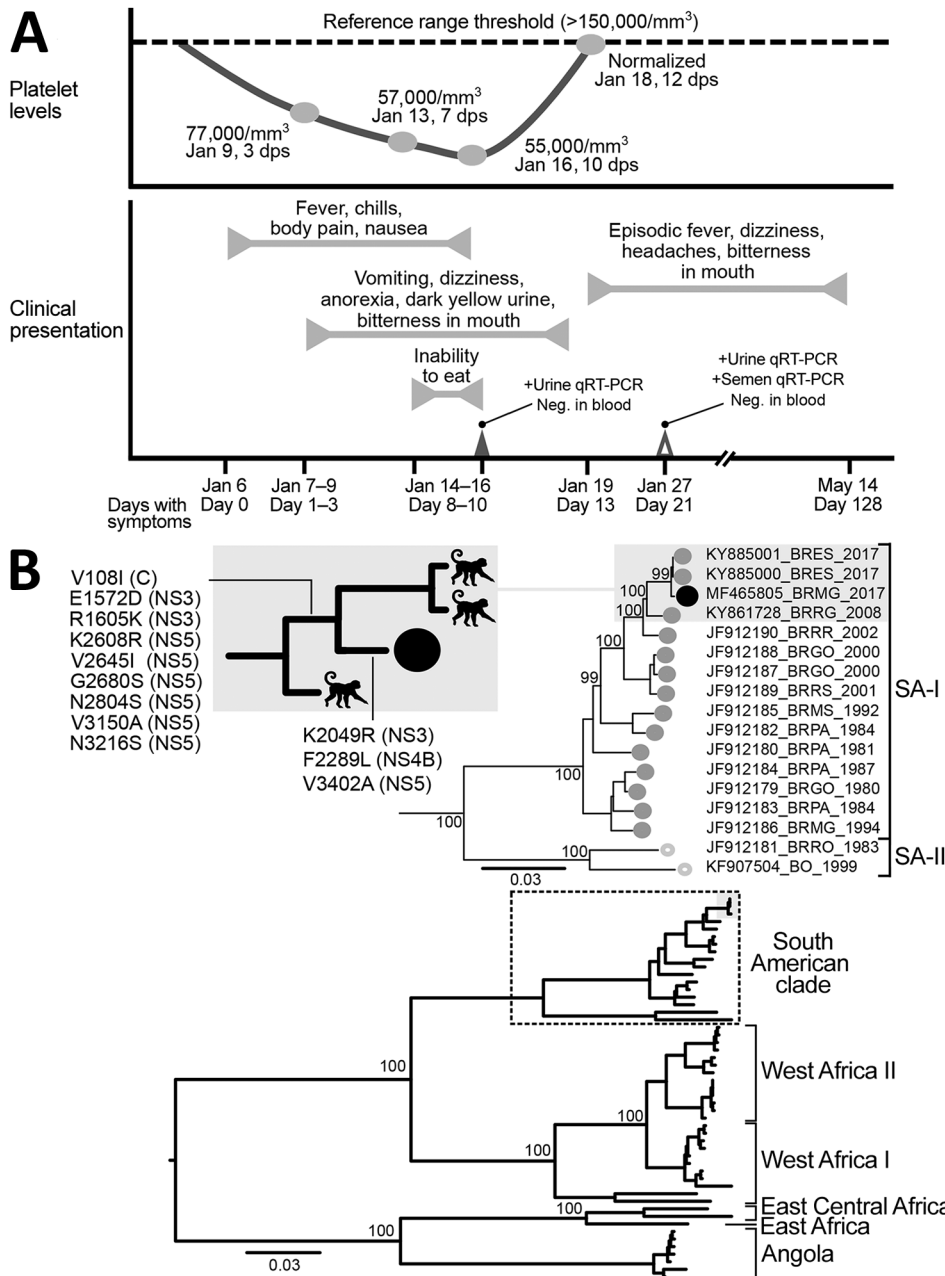 A
Reference range threshold (>150,000/mm³)
Platelet
levels
Normalized
Jan 18, 12 dps
57,000/mm³
Jan 13, 7 dps
77,000/mm³
Jan 9, 3 dps
55,000/mm³
Jan 16, 10 dps
Fever, chills,
body pain, nausea
Episodic fever, dizziness,
headaches, bitterness
in mouth
Vomiting, dizziness,
anorexia, dark yellow urine,
bitterness in mouth
Clinical
presentation
Inability
to eat
+Urine qRT-PCR
Neg. in blood
+Urine qRT-PCR
+Semen qRT-PCR
Neg. in blood
Days with
symptoms
Jan 6
Day 0
Jan 7–9
Day 1–3
Jan 14–16
Day 8–10
Jan 19
Day 13
Jan 27
Day 21
May 14
Day 128
B
V108I (C)
E1572D (NS3)
R1605K (NS3)
K2608R (NS5)
V2645I (NS5)
G2680S (NS5)
N2804S (NS5)
V3150A (NS5)
N3216S (NS5)
K2049R (NS3)
F2289L (NS4B)
V3402A (NS5)
KY885001_BRES_2017
KY885000_BRES_2017
MF465805_BRMG_2017
KY861728_BRRG_2008
JF912190_BRRR_2002
JF912188_BRGO_2000
JF912187_BRGO_2000
JF912189_BRRS_2001
JF912185_BRMS_1992
JF912182_BRPA_1984
JF912180_BRPA_1981
JF912184_BRPA_1987
JF912179_BRGO_1980
JF912183_BRPA_1984
JF912186_BRMG_1994
JF912181_BRRO_1983
KF907504_BO_1999
SA-I
SA-II
99
100
100
100
99
100
100
100
0.03
South
American
clade
West Africa II
West Africa I
East Central Africa
East Africa
Angola
100
100
100
100
100
0.03